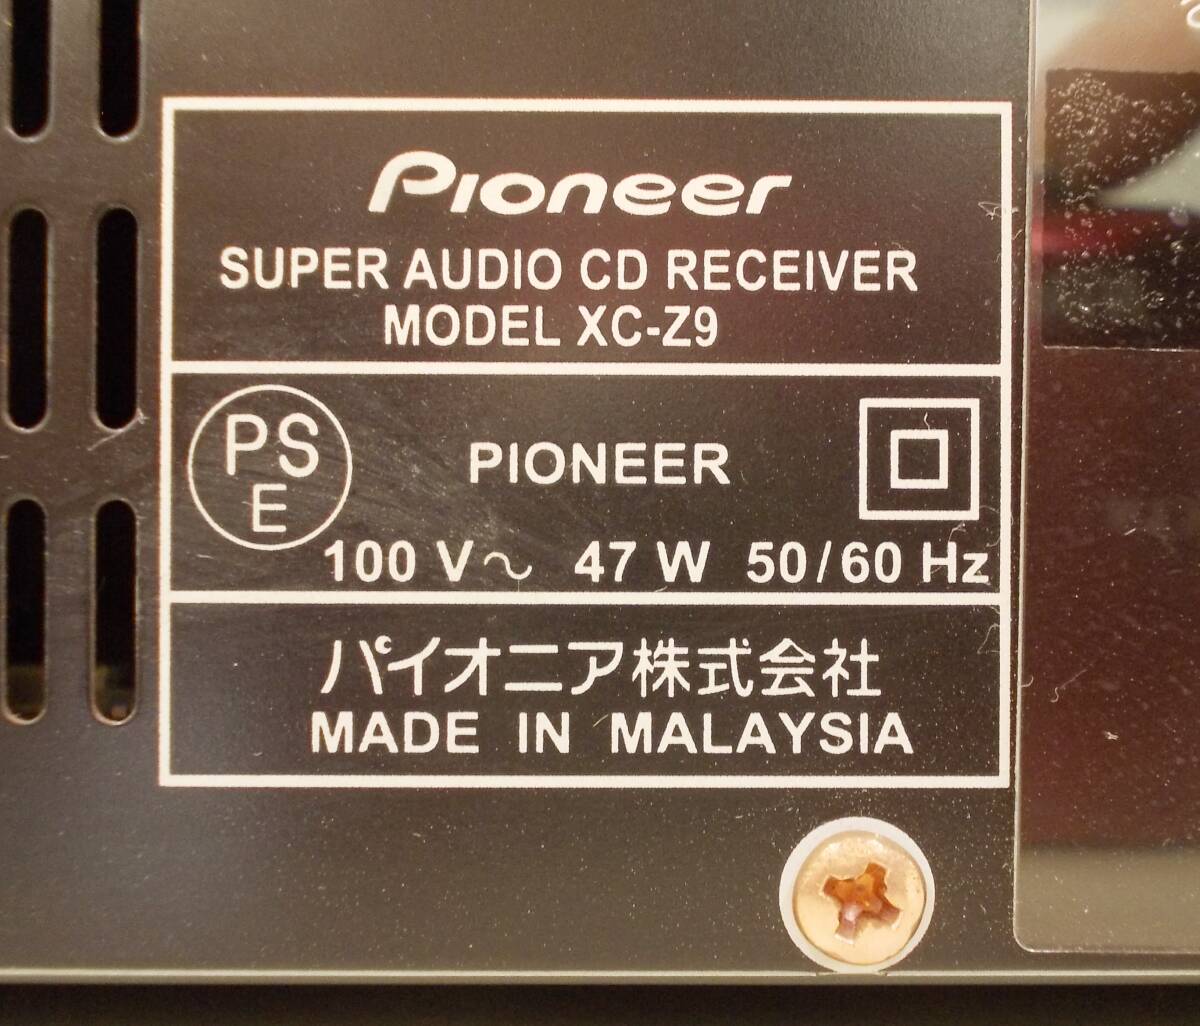 Pioneer
SUPER AUDIO CD RECEIVER
MODEL XC-Z9
PS
E
PIONEER
100 V～ 47 W 50/60 Hz
パイオニア株式会社
MADE IN MALAYSIA